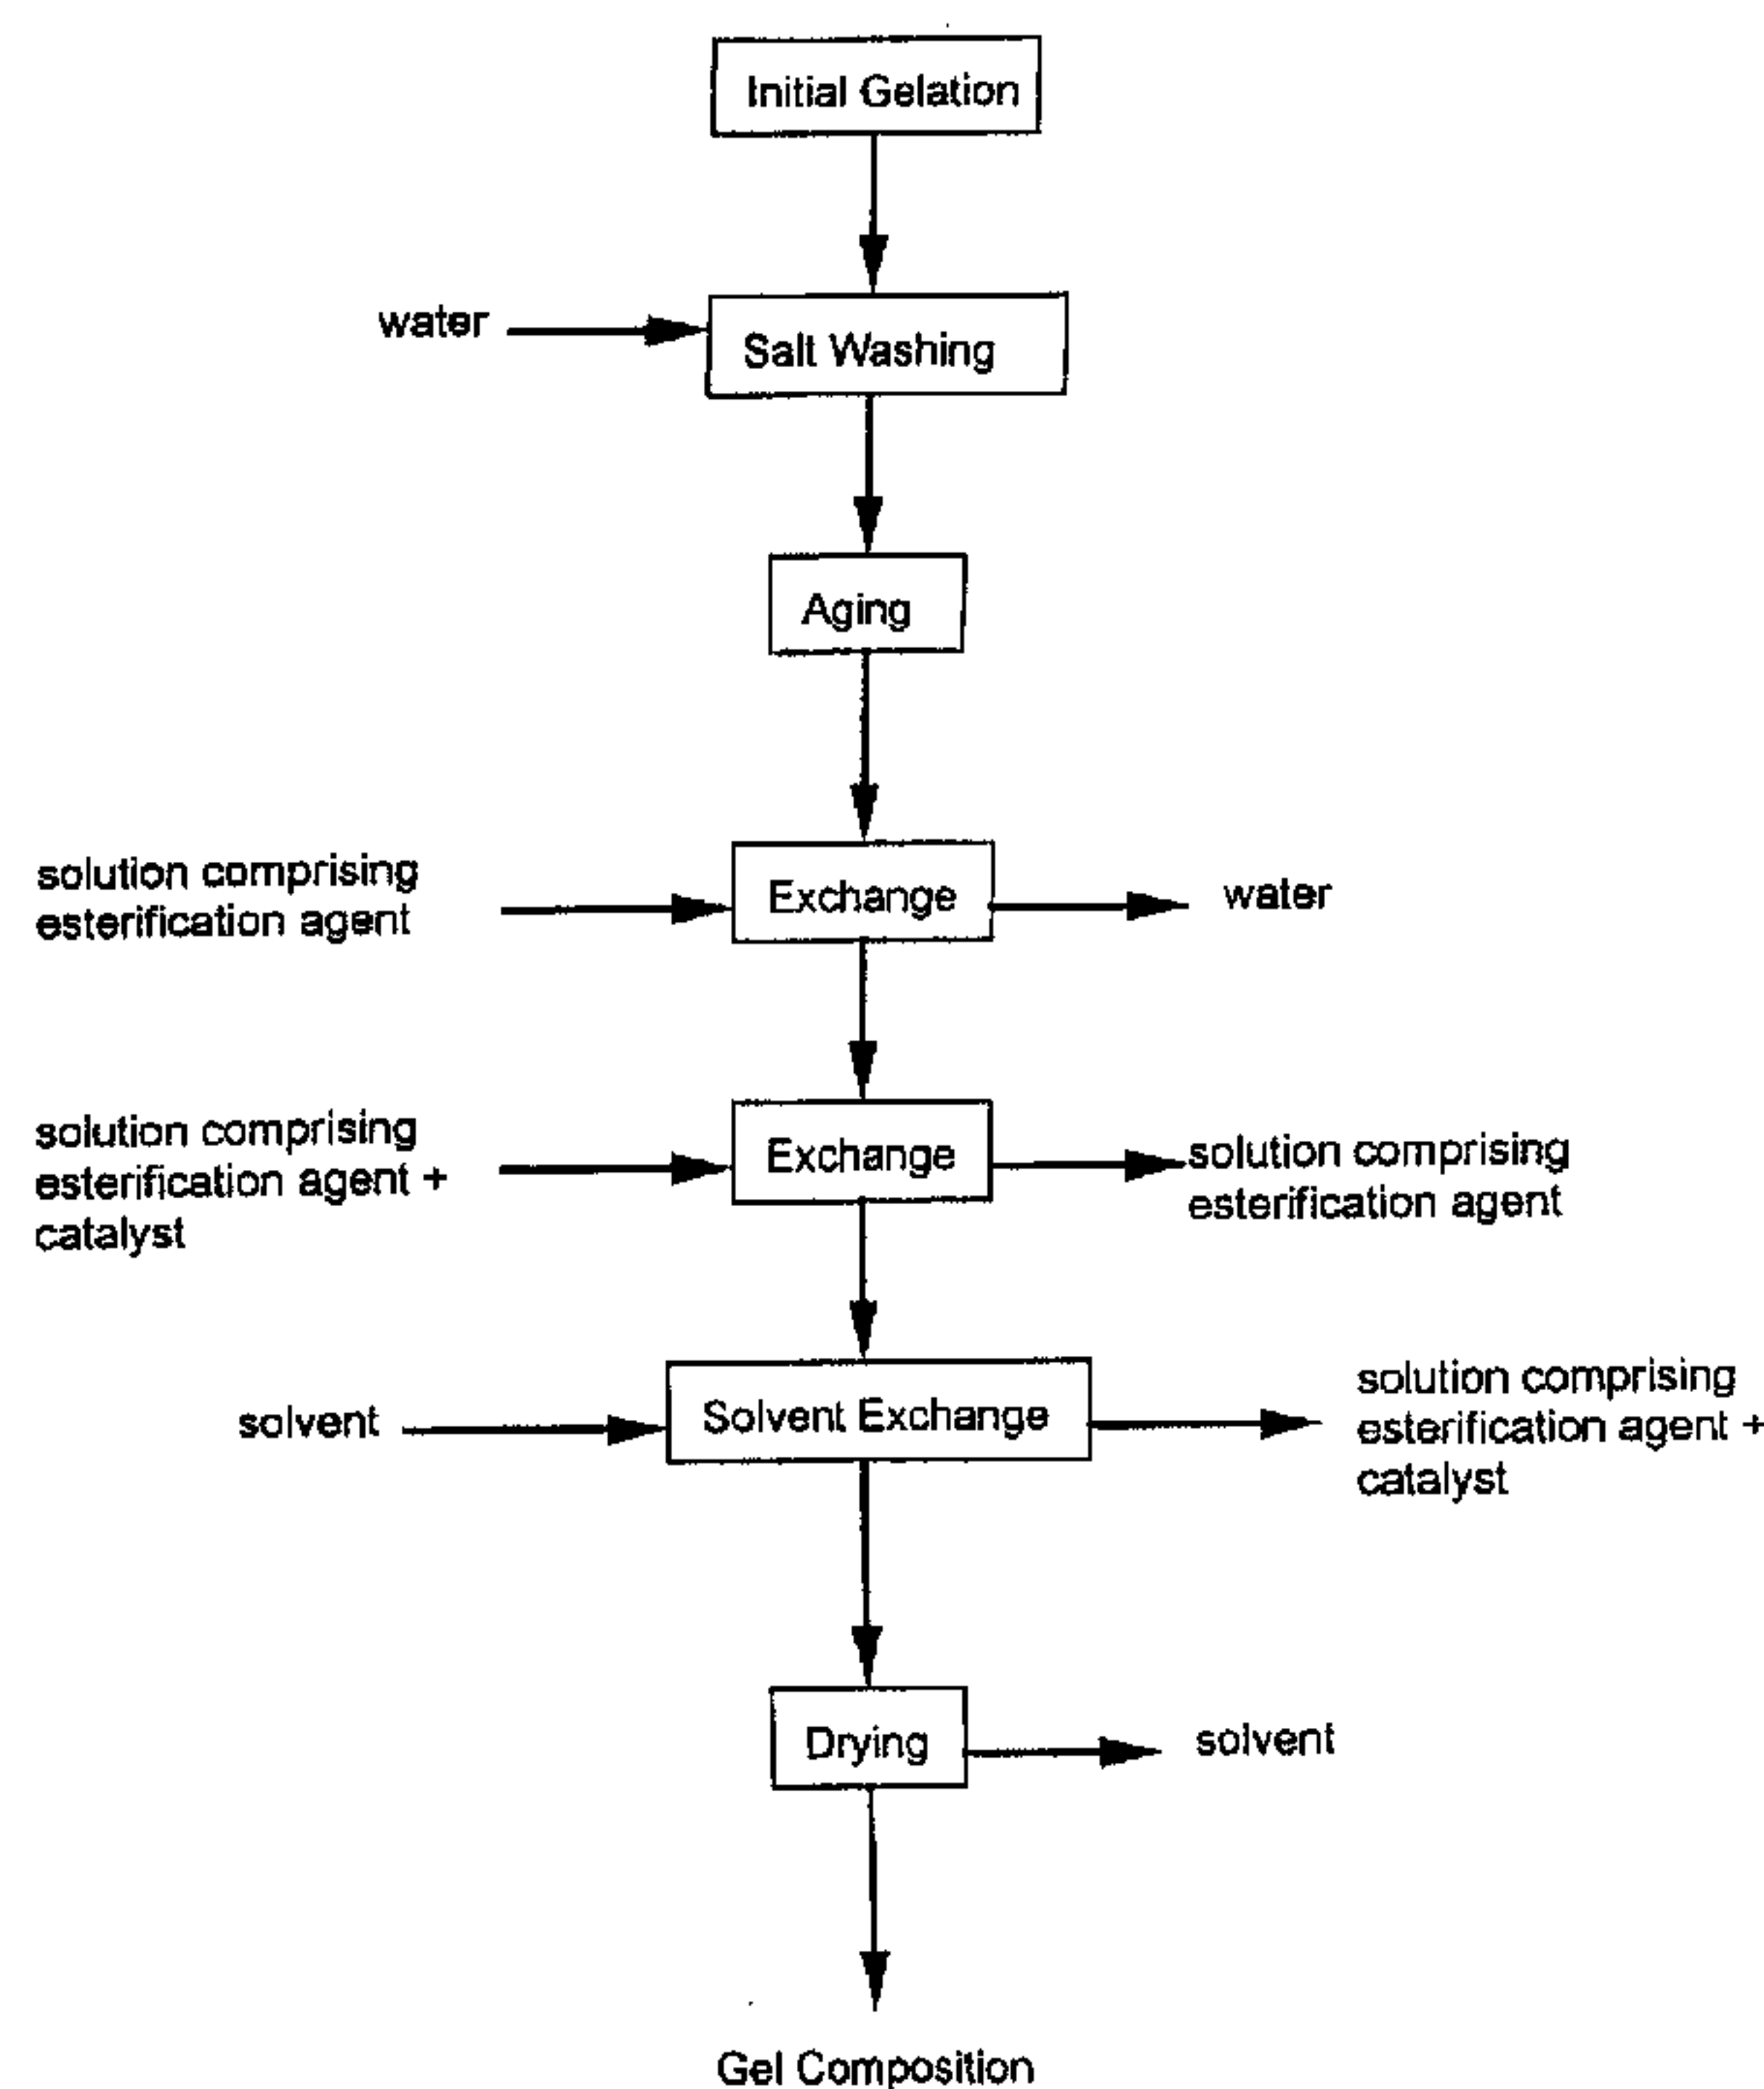 Initial Gelation
water
Salt Washing
Aging
solution comprising
esterification agent
Exchange
water
solution comprising
esterification agent +
catalyst
Exchange
solution comprising
esterification agent
solvent
Solvent Exchange
solution comprising
esterification agent +
catalyst
Drying
solvent
Gel Composition